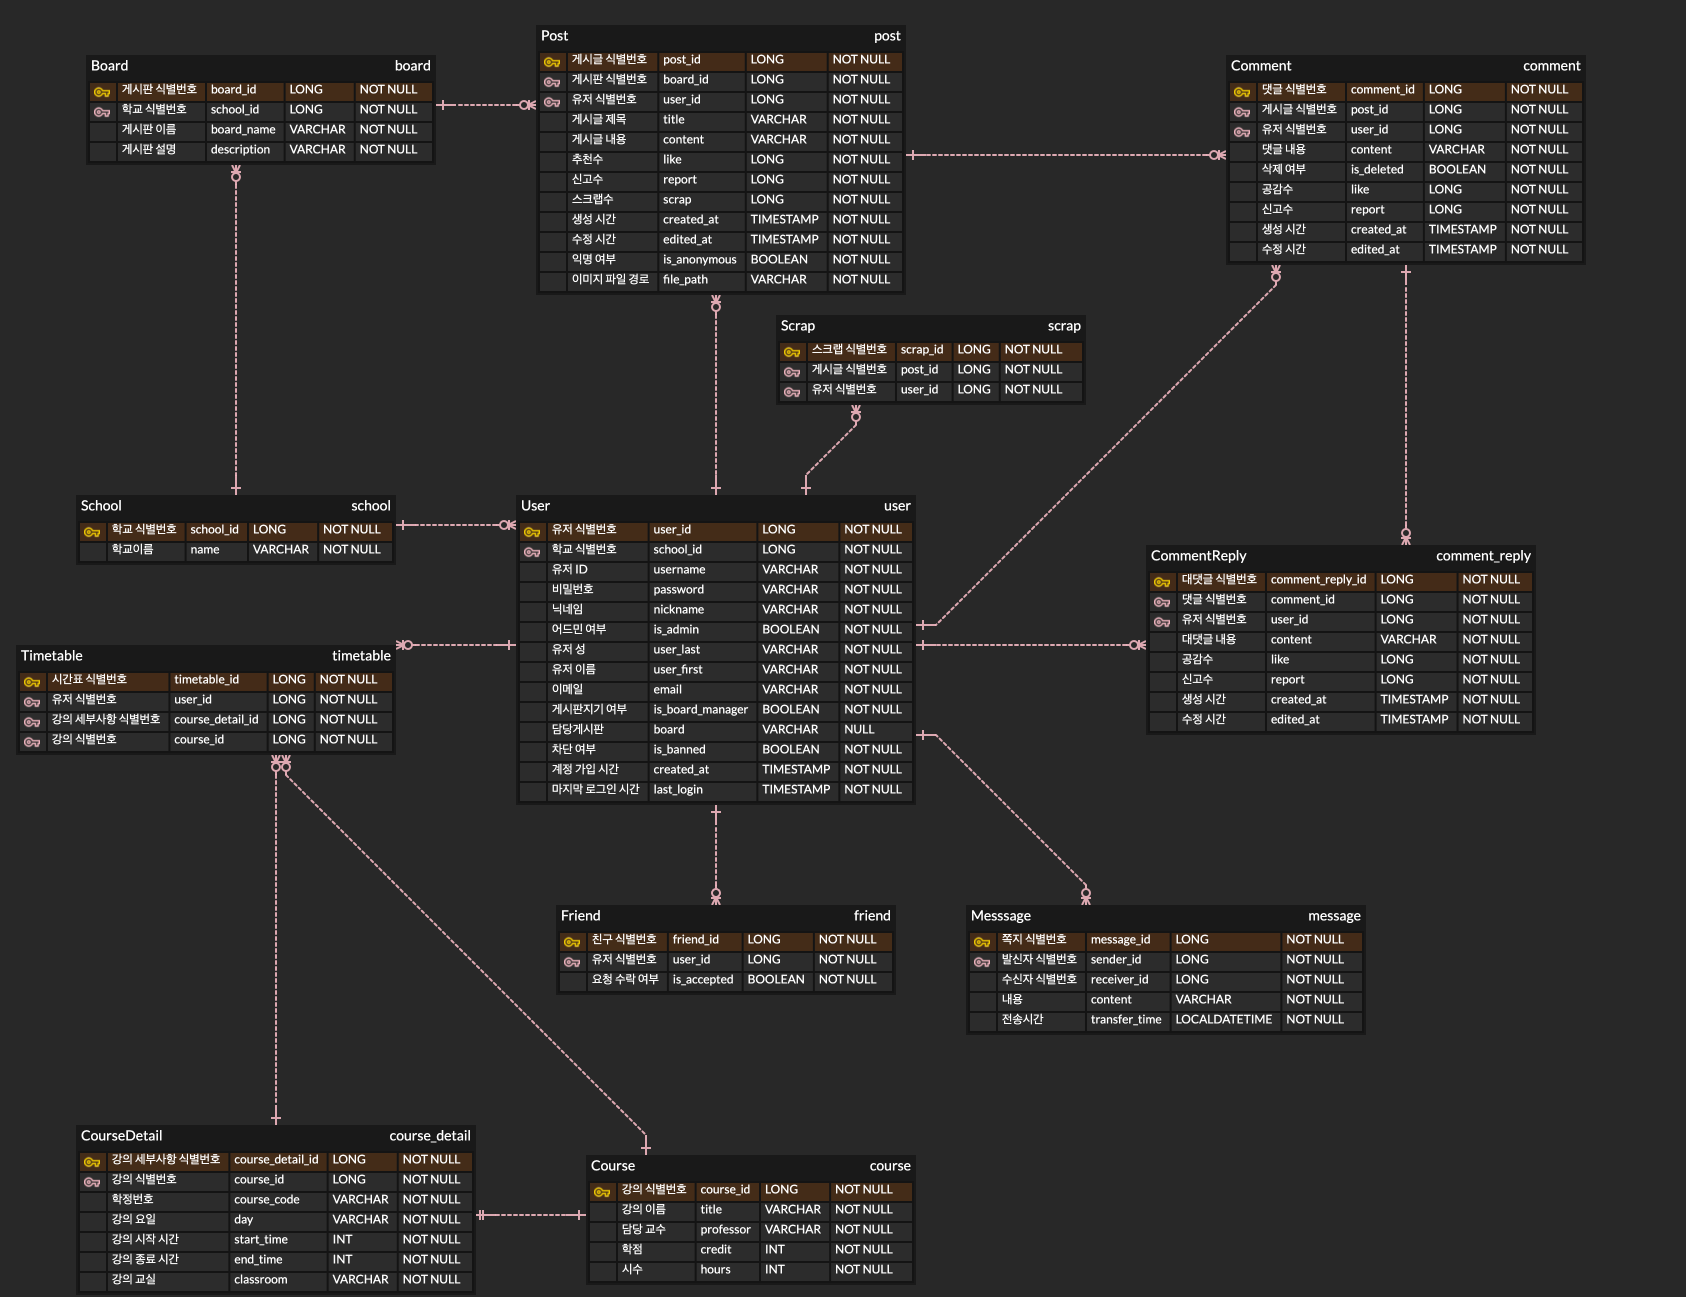 Board board
게시판 식별번호 board_id LONG NOT NULL
학교 식별번호 school_id LONG NOT NULL
게시판 이름 board_name VARCHAR NOT NULL
게시판 설명 description VARCHAR NOT NULL
Post post
게시글 식별번호 post_id LONG NOT NULL
게시판 식별번호 board_id LONG NOT NULL
유저 식별번호 user_id LONG NOT NULL
게시글 제목 title VARCHAR NOT NULL
게시글 내용 content VARCHAR NOT NULL
추천수 like LONG NOT NULL
신고수 report LONG NOT NULL
스크랩수 scrap LONG NOT NULL
생성 시간 created_at TIMESTAMP NOT NULL
수정 시간 edited_at TIMESTAMP NOT NULL
익명 여부 is_anonymous BOOLEAN NOT NULL
이미지 파일 경로 file_path VARCHAR NOT NULL
Comment comment
댓글 식별번호 comment_id LONG NOT NULL
게시글 식별번호 post_id LONG NOT NULL
유저 식별번호 user_id LONG NOT NULL
댓글 내용 content VARCHAR NOT NULL
삭제 여부 is_deleted BOOLEAN NOT NULL
공감수 like LONG NOT NULL
신고수 report LONG NOT NULL
생성 시간 created_at TIMESTAMP NOT NULL
수정 시간 edited_at TIMESTAMP NOT NULL
Scrap scrap
스크랩 식별번호 scrap_id LONG NOT NULL
게시글 식별번호 post_id LONG NOT NULL
유저 식별번호 user_id LONG NOT NULL
School school
학교 식별번호 school_id LONG NOT NULL
학교이름 name VARCHAR NOT NULL
User user
유저 식별번호 user_id LONG NOT NULL
학교 식별번호 school_id LONG NOT NULL
유저 ID username VARCHAR NOT NULL
비밀번호 password VARCHAR NOT NULL
닉네임 nickname VARCHAR NOT NULL
어드민 여부 is_admin BOOLEAN NOT NULL
유저 성 user_last VARCHAR NOT NULL
유저 이름 user_first VARCHAR NOT NULL
이메일 email VARCHAR NOT NULL
게시판지기 여부 is_board_manager BOOLEAN NOT NULL
담당게시판 board VARCHAR NULL
차단 여부 is_banned BOOLEAN NOT NULL
계정 가입 시간 created_at TIMESTAMP NOT NULL
마지막 로그인 시간 last_login TIMESTAMP NOT NULL
CommentReply comment_reply
대댓글 식별번호 comment_reply_id LONG NOT NULL
댓글 식별번호 comment_id LONG NOT NULL
유저 식별번호 user_id LONG NOT NULL
대댓글 내용 content VARCHAR NOT NULL
공감수 like LONG NOT NULL
신고수 report LONG NOT NULL
생성 시간 created_at TIMESTAMP NOT NULL
수정 시간 edited_at TIMESTAMP NOT NULL
Timetable timetable
시간표 식별번호 timetable_id LONG NOT NULL
유저 식별번호 user_id LONG NOT NULL
강의 세부사항 식별번호 course_detail_id LONG NOT NULL
강의 식별번호 course_id LONG NOT NULL
Friend friend
친구 식별번호 friend_id LONG NOT NULL
유저 식별번호 user_id LONG NOT NULL
요청 수락 여부 is_accepted BOOLEAN NOT NULL
Messsage message
쪽지 식별번호 message_id LONG NOT NULL
발신자 식별번호 sender_id LONG NOT NULL
수신자 식별번호 receiver_id LONG NOT NULL
내용 content VARCHAR NOT NULL
전송시간 transfer_time LOCALDATETIME NOT NULL
CourseDetail course_detail
강의 세부사항 식별번호 course_detail_id LONG NOT NULL
강의 식별번호 course_id LONG NOT NULL
학정번호 course_code VARCHAR NOT NULL
강의 요일 day VARCHAR NOT NULL
강의 시작 시간 start_time INT NOT NULL
강의 종료 시간 end_time INT NOT NULL
강의 교실 classroom VARCHAR NOT NULL
Course course
강의 식별번호 course_id LONG NOT NULL
강의 이름 title VARCHAR NOT NULL
담당 교수 professor VARCHAR NOT NULL
학점 credit INT NOT NULL
시수 hours INT NOT NULL